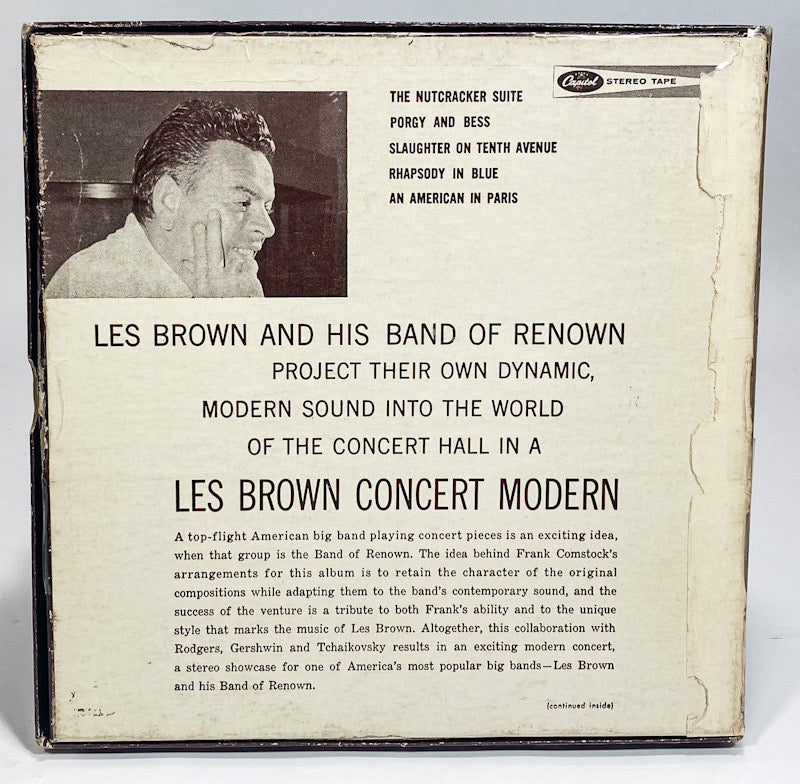 Capitol STEREO TAPE
THE NUTCRACKER SUITE
PORGY AND BESS
SLAUGHTER ON TENTH AVENUE
RHAPSODY IN BLUE
AN AMERICAN IN PARIS
LES BROWN AND HIS BAND OF RENOWN
PROJECT THEIR OWN DYNAMIC,
MODERN SOUND INTO THE WORLD
OF THE CONCERT HALL IN A
LES BROWN CONCERT MODERN
A top-flight American big band playing concert pieces is an exciting idea,
when that group is the Band of Renown. The idea behind Frank Comstock's
arrangements for this album is to retain the character of the original
compositions while adapting them to the band's contemporary sound, and the
success of the venture is a tribute to both Frank's ability and to the unique
style that marks the music of Les Brown. Altogether, this collaboration with
Rodgers, Gershwin and Tchaikovsky results in an exciting modern concert,
a stereo showcase for one of America's most popular big bands—Les Brown
and his Band of Renown.
(continued inside)